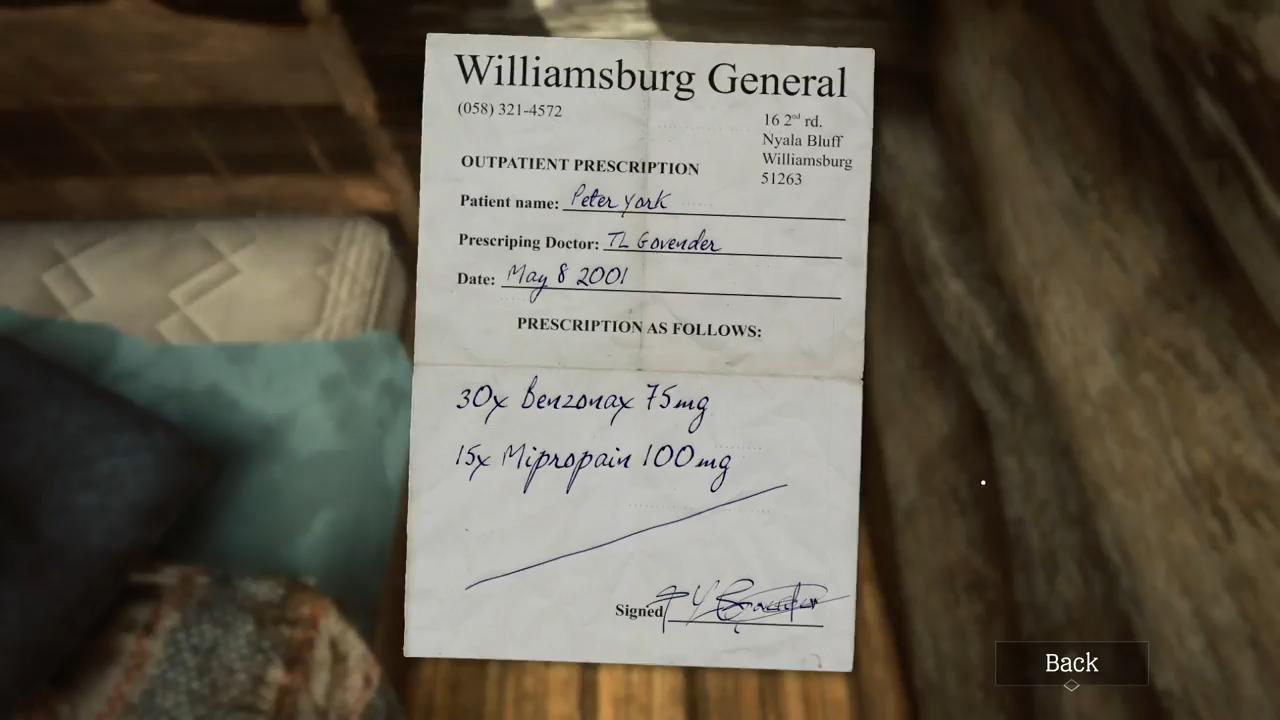 Williamsburg General
(058) 321-4572
16 2nd rd.
Nyala Bluff
Williamsburg
51263
OUTPATIENT PRESCRIPTION
Patient name: Peter York
Prescriping Doctor: TL Govender
Date: May 8 2001
PRESCRIPTION AS FOLLOWS:
30x Benzonax 75mg
15x Mipropain 100mg
Signed
Back